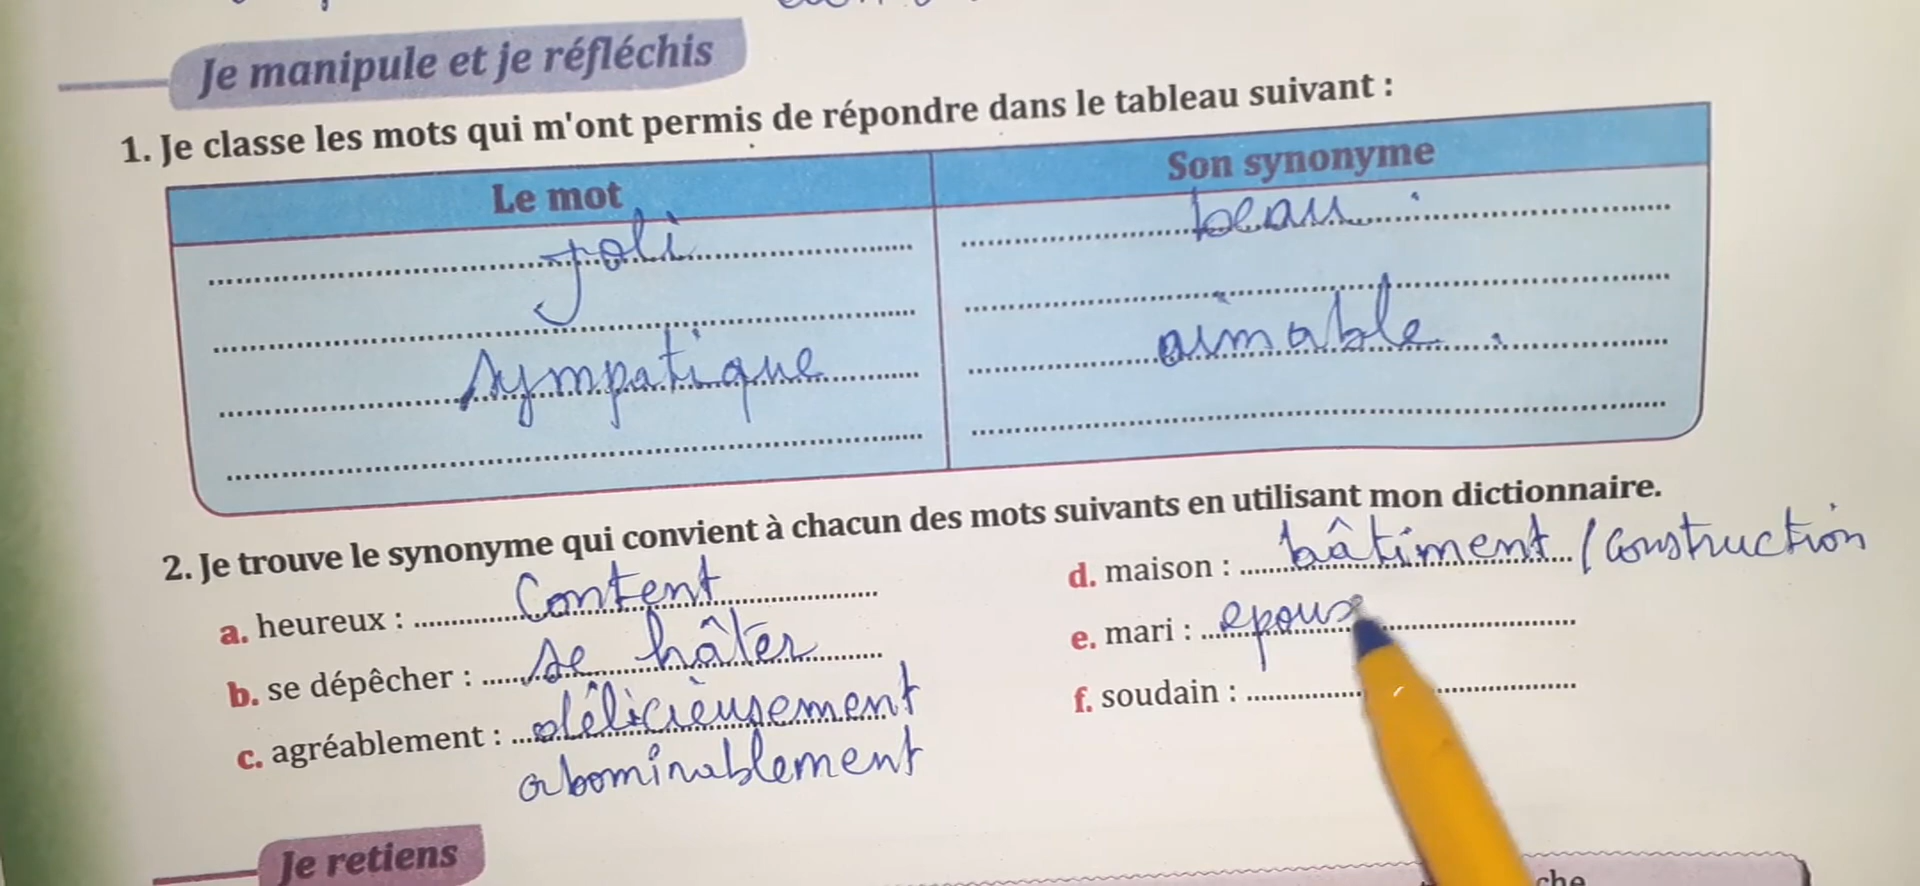 Je manipule et je réfléchis
1. Je classe les mots qui m'ont permis de répondre dans le tableau suivant :
Le mot
Son synonyme
joli
beau
sympatique
aimable
2. Je trouve le synonyme qui convient à chacun des mots suivants en utilisant mon dictionnaire.
a. heureux : Content
b. se dépêcher : se hâter
c. agréablement : délicièusement
abominablement
d. maison : bâtiment / construction
e. mari : epoux
f. soudain :
Je retiens